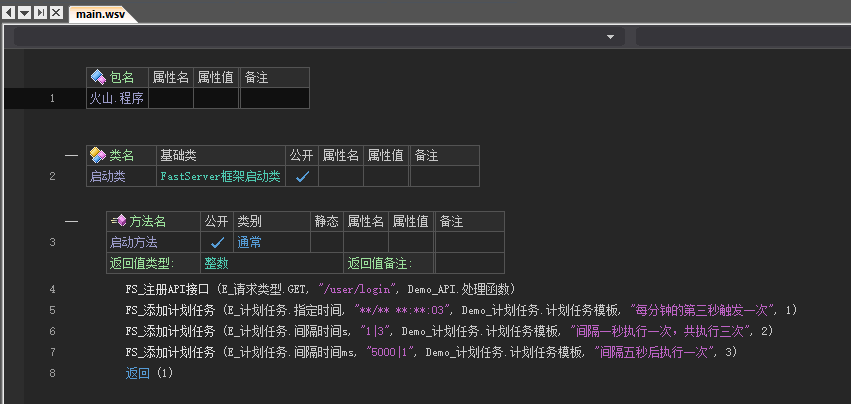 main.wsv
包名 属性名 属性值 备注
1 火山.程序
类名 基础类 公开 属性名 属性值 备注
2 启动类 FastServer框架启动类
方法名 公开 类别 静态 属性名 属性值 备注
3 启动方法 通常
返回值类型: 整数 返回值备注:
4 FS_注册API接口 (E_请求类型.GET, "/user/login", Demo_API.处理函数)
5 FS_添加计划任务 (E_计划任务.指定时间, "**/** **:**:03", Demo_计划任务.计划任务模板, "每分钟的第三秒触发一次", 1)
6 FS_添加计划任务 (E_计划任务.间隔时间s, "1|3", Demo_计划任务.计划任务模板, "间隔一秒执行一次，共执行三次", 2)
7 FS_添加计划任务 (E_计划任务.间隔时间ms, "5000|1", Demo_计划任务.计划任务模板, "间隔五秒后执行一次", 3)
8 返回 (1)